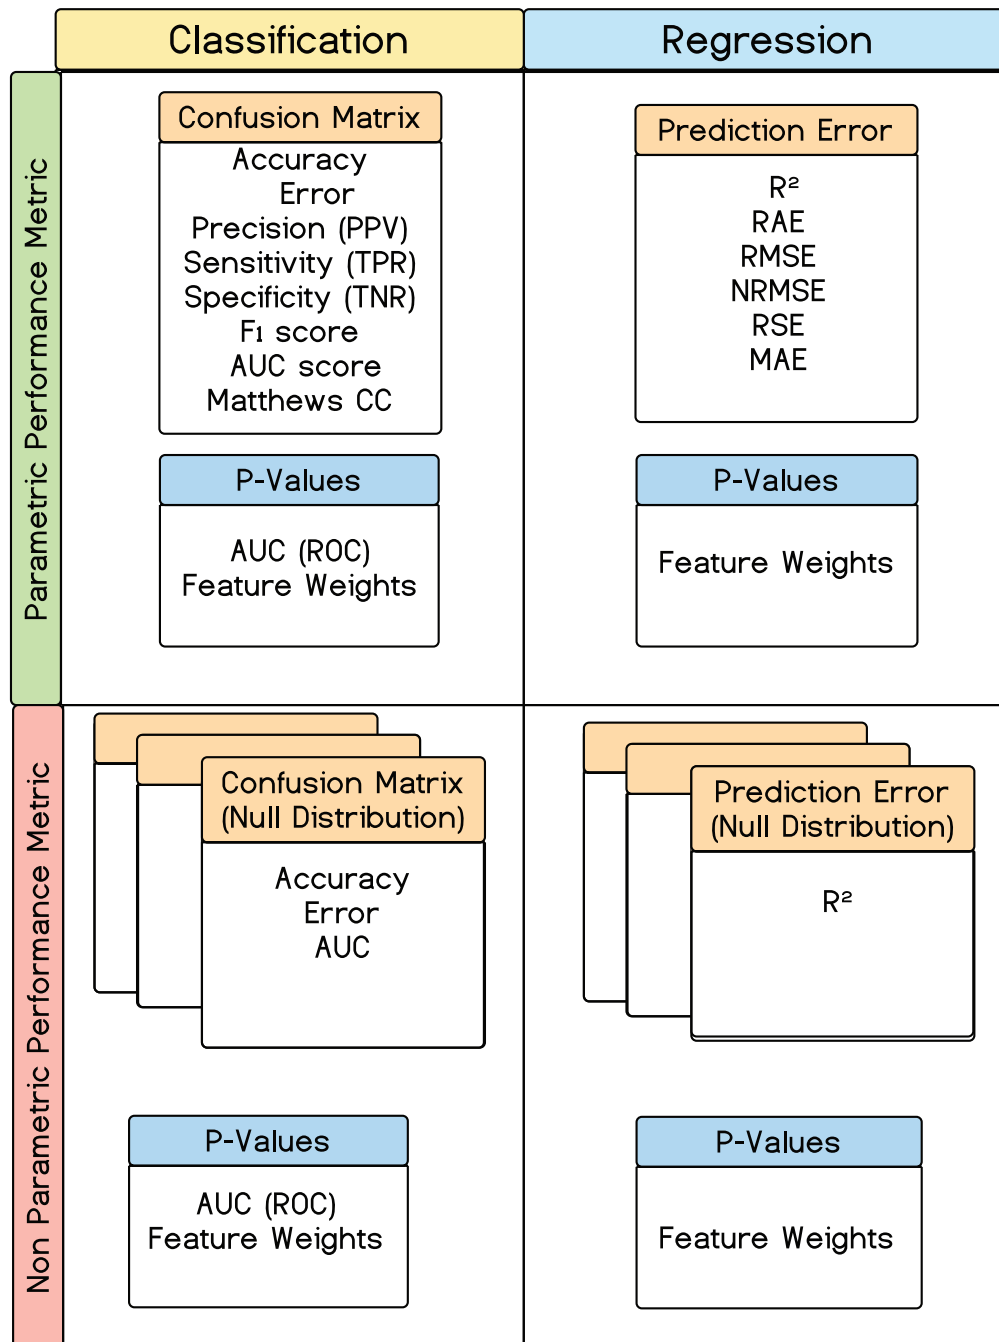 Classification
Regression
Parametric Performance Metric
Confusion Matrix
Accuracy
Error
Precision (PPV)
Sensitivity (TPR)
Specificity (TNR)
F₁ score
AUC score
Matthews CC
Prediction Error
R²
RAE
RMSE
NRMSE
RSE
MAE
P-Values
AUC (ROC)
Feature Weights
P-Values
Feature Weights
Non Parametric Performance Metric
Confusion Matrix
(Null Distribution)
Accuracy
Error
AUC
Prediction Error
(Null Distribution)
R²
P-Values
AUC (ROC)
Feature Weights
P-Values
Feature Weights